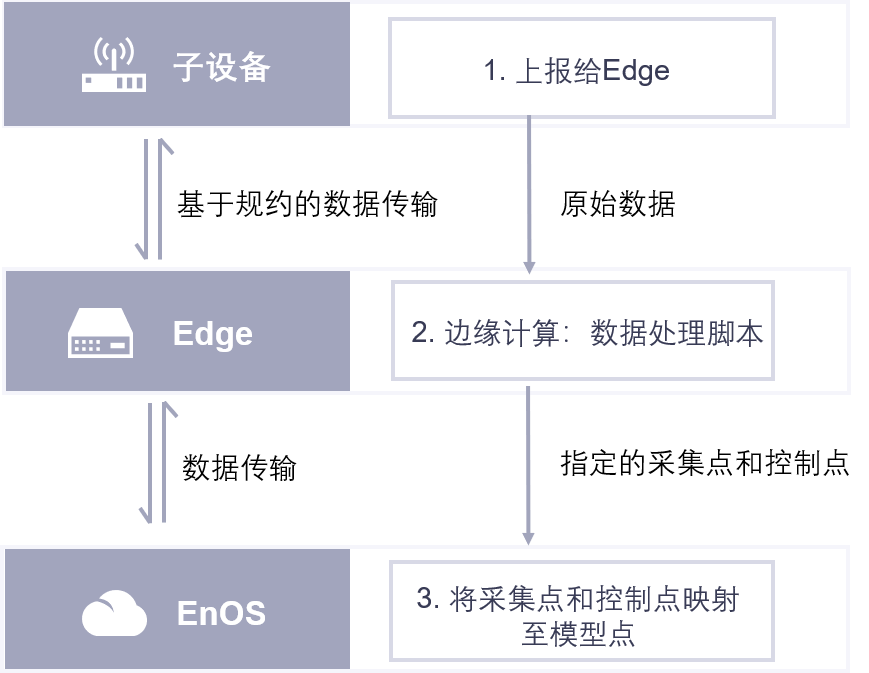 子设备
1. 上报给Edge
基于规约的数据传输
原始数据
Edge
2. 边缘计算：数据处理脚本
数据传输
指定的采集点和控制点
EnOS
3. 将采集点和控制点映射
至模型点